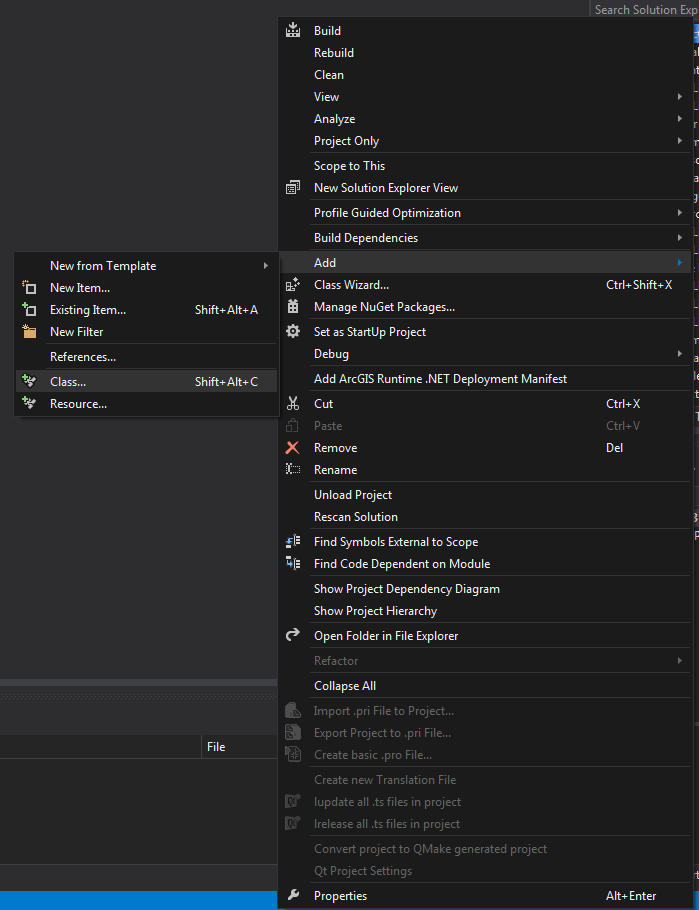 Search Solution Exp
Build
Rebuild
Clean
View
Analyze
Project Only
Scope to This
New Solution Explorer View
Profile Guided Optimization
Build Dependencies
Add
Class Wizard... Ctrl+Shift+X
Manage NuGet Packages...
Set as StartUp Project
Debug
Add ArcGIS Runtime .NET Deployment Manifest
Cut Ctrl+X
Paste Ctrl+V
Remove Del
Rename
Unload Project
Rescan Solution
Find Symbols External to Scope
Find Code Dependent on Module
Show Project Dependency Diagram
Show Project Hierarchy
Open Folder in File Explorer
Refactor
Collapse All
Import .pri File to Project...
Export Project to .pri File...
Create basic .pro File...
Create new Translation File
lupdate all .ts files in project
lrelease all .ts files in project
Convert project to QMake generated project
Qt Project Settings
Properties Alt+Enter
New from Template
New Item...
Existing Item... Shift+Alt+A
New Filter
References...
Class... Shift+Alt+C
Resource...
File